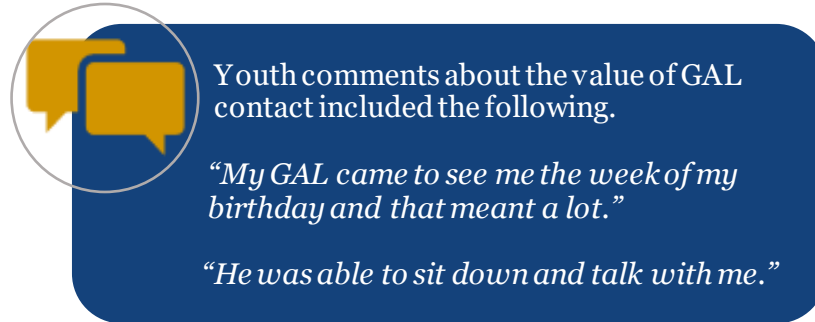 Youth comments about the value of GAL
contact included the following.
“My GAL came to see me the week of my
birthday and that meant a lot.”
“He was able to sit down and talk with me.”